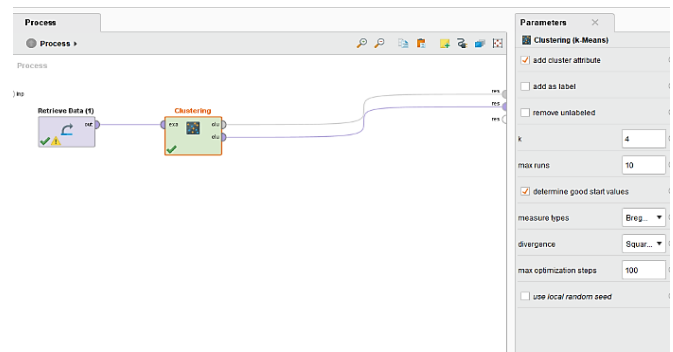 Process
Process
Process
inp
Retrieve Data (1)
out
Clustering
exa
clu
clu
res
res
res
Parameters
Clustering (k-Means)
add cluster attribute
add as label
remove unlabeled
k
4
max runs
10
determine good start values
measure types
Breg...
divergence
Squar...
max optimization steps
100
use local random seed